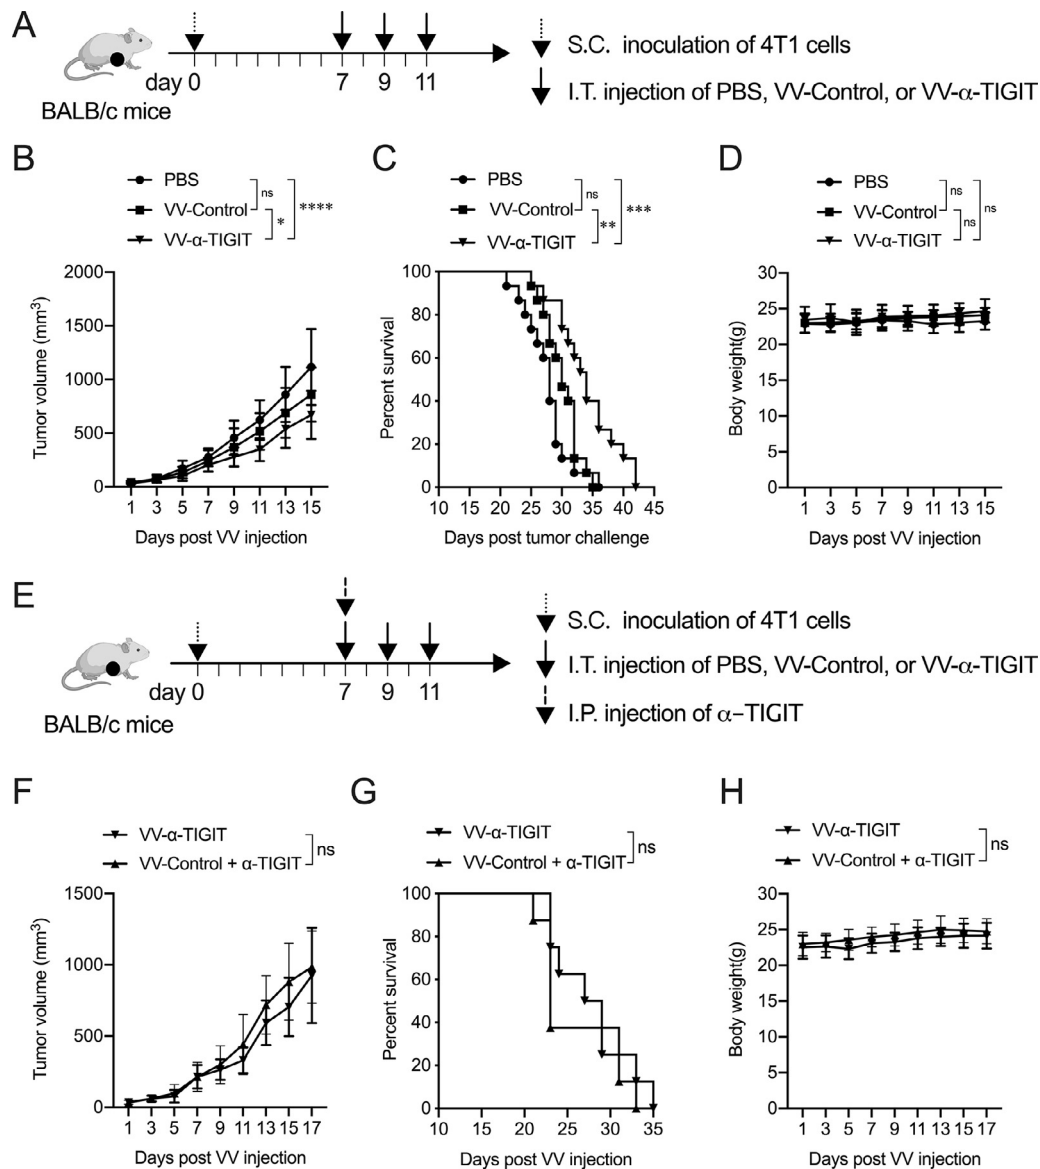 A
day 0
7
9
11
BALB/c mice
S.C. inoculation of 4T1 cells
I.T. injection of PBS, VV-Control, or VV-α-TIGIT
B
PBS
VV-Control
VV-α-TIGIT
ns
*
****
Tumor volume (mm³)
2000
1500
1000
500
0
1 3 5 7 9 11 13 15
Days post VV injection
C
PBS
VV-Control
VV-α-TIGIT
ns
**
***
Percent survival
100
80
60
40
20
0
10 15 20 25 30 35 40 45
Days post tumor challenge
D
PBS
VV-Control
VV-α-TIGIT
ns
ns
ns
Body weight(g)
30
25
20
15
10
5
0
1 3 5 7 9 11 13 15
Days post VV injection
E
day 0
7
9
11
BALB/c mice
S.C. inoculation of 4T1 cells
I.T. injection of PBS, VV-Control, or VV-α-TIGIT
I.P. injection of α–TIGIT
F
VV-α-TIGIT
VV-Control + α-TIGIT
ns
Tumor volume (mm³)
1500
1000
500
0
1 3 5 7 9 11 13 15 17
Days post VV injection
G
VV-α-TIGIT
VV-Control + α-TIGIT
ns
Percent survival
100
80
60
40
20
0
10 15 20 25 30 35
Days post VV injection
H
VV-α-TIGIT
VV-Control + α-TIGIT
ns
Body weight(g)
30
25
20
15
10
5
0
1 3 5 7 9 11 13 15 17
Days post VV injection